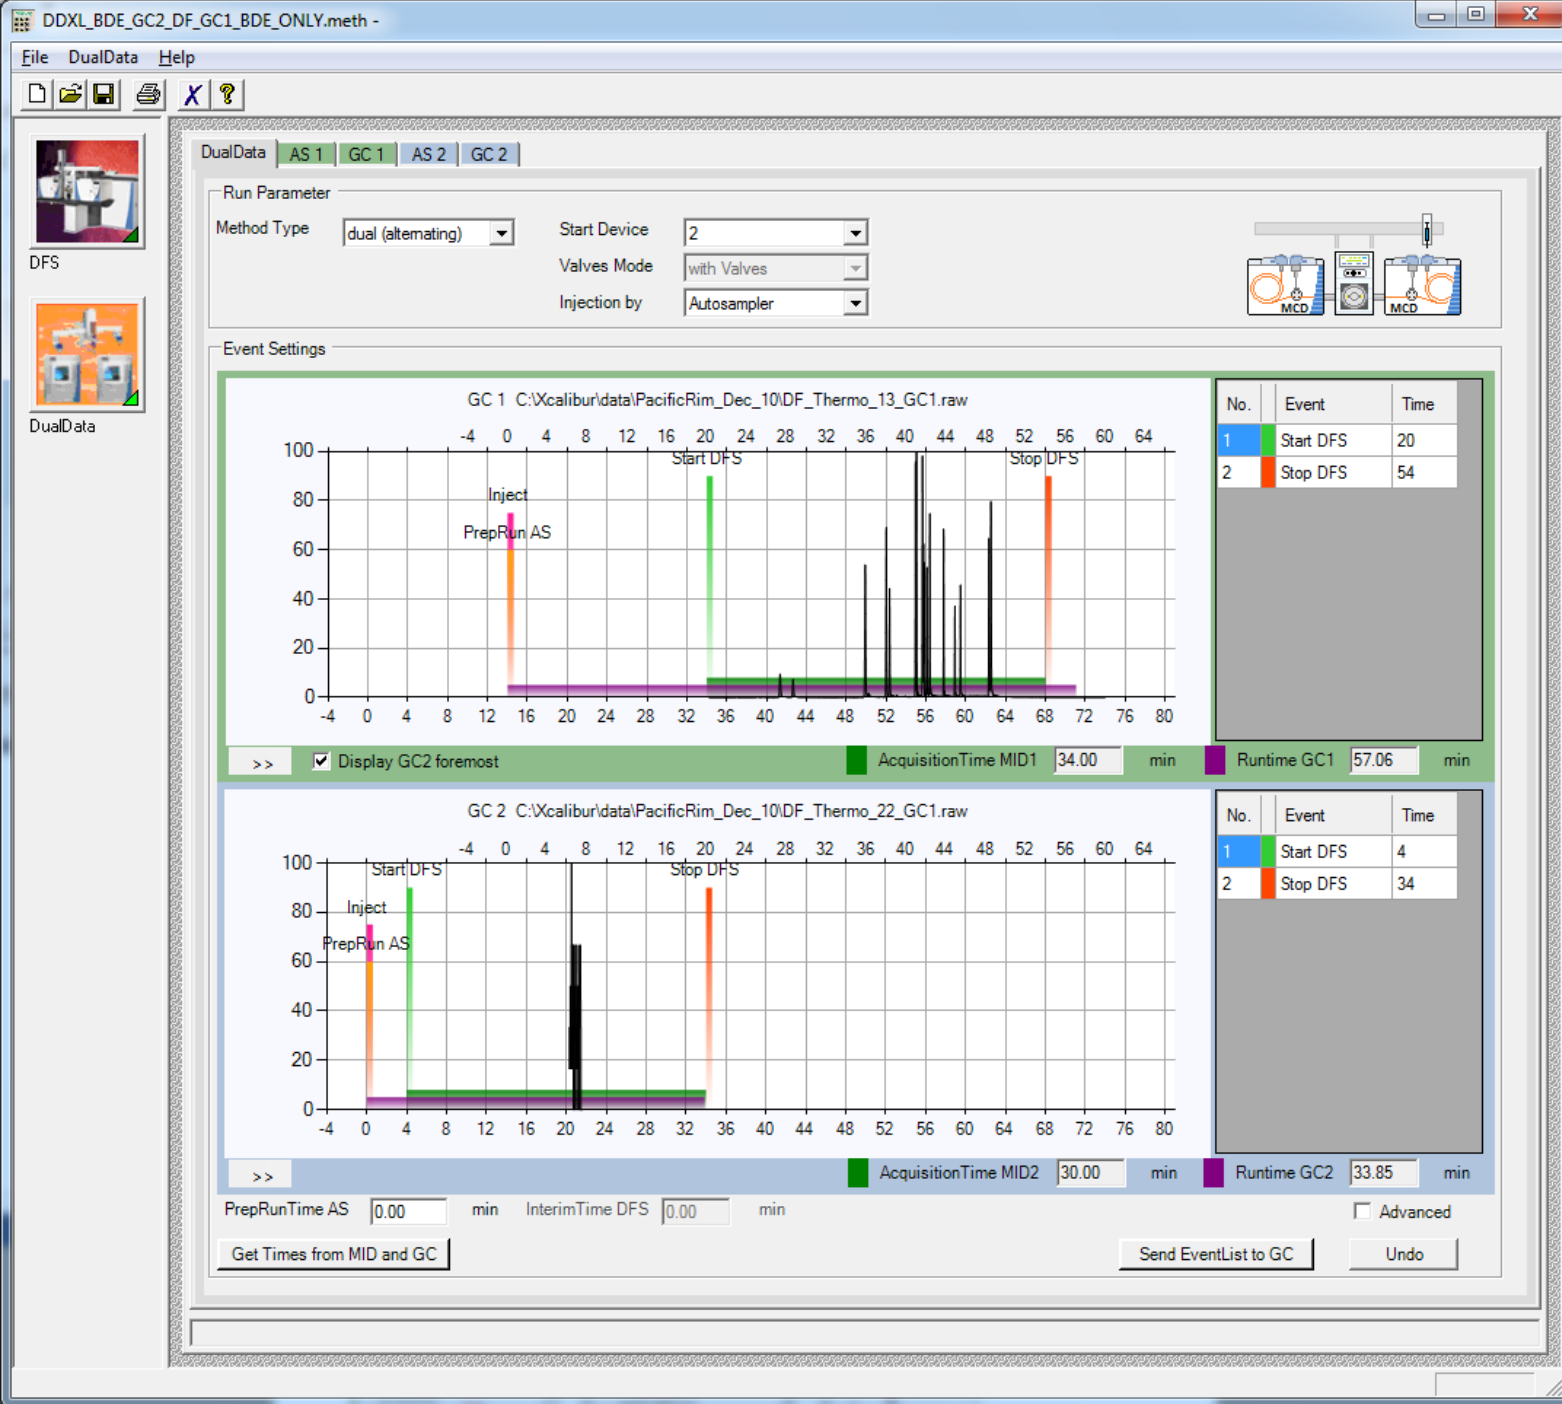 DDXL_BDE_GC2_DF_GC1_BDE_ONLY.meth -
File DualData Help
DFS
DualData
DualData AS 1 GC 1 AS 2 GC 2
Run Parameter
Method Type dual (alternating) Start Device 2
Valves Mode with Valves
Injection by Autosampler
MCD MCD
Event Settings
GC 1 C:\Xcalibur\data\PacificRim_Dec_10\DF_Thermo_13_GC1.raw
-4 0 4 8 12 16 20 24 28 32 36 40 44 48 52 56 60 64
100 Start DFS Stop DFS
80 Inject
PrepRun AS
60
40
20
0
-4 0 4 8 12 16 20 24 28 32 36 40 44 48 52 56 60 64 68 72 76 80
No. Event Time
1 Start DFS 20
2 Stop DFS 54
>> Display GC2 foremost AcquisitionTime MID1 34.00 min Runtime GC1 57.06 min
GC 2 C:\Xcalibur\data\PacificRim_Dec_10\DF_Thermo_22_GC1.raw
-4 0 4 8 12 16 20 24 28 32 36 40 44 48 52 56 60 64
100 Start DFS Stop DFS
80 Inject
PrepRun AS
60
40
20
0
-4 0 4 8 12 16 20 24 28 32 36 40 44 48 52 56 60 64 68 72 76 80
No. Event Time
1 Start DFS 4
2 Stop DFS 34
>> AcquisitionTime MID2 30.00 min Runtime GC2 33.85 min
PrepRunTime AS 0.00 min InterimTime DFS 0.00 min Advanced
Get Times from MID and GC Send EventList to GC Undo